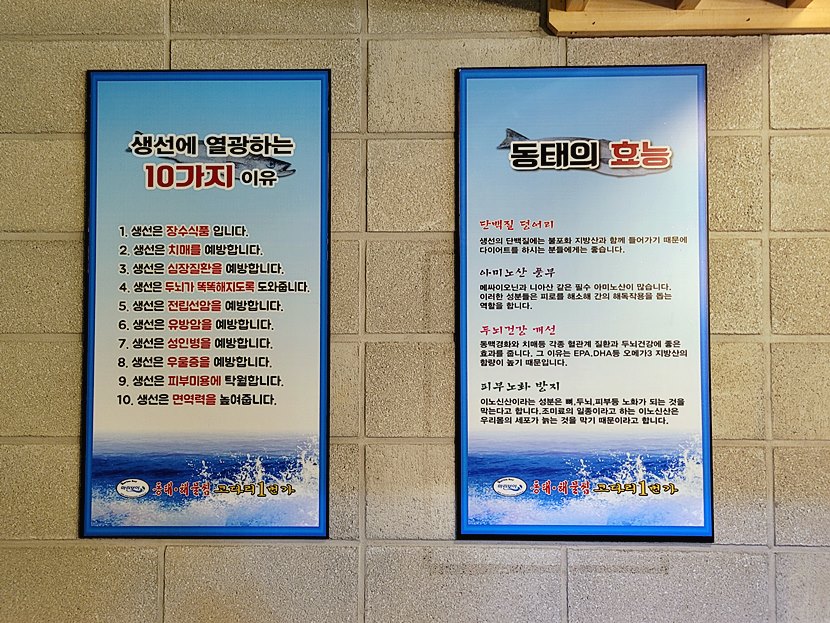 생선에 열광하는
10가지 이유
1. 생선은 장수식품 입니다.
2. 생선은 치매를 예방합니다.
3. 생선은 심장질환을 예방합니다.
4. 생선은 두뇌가 똑똑해지도록 도와줍니다.
5. 생선은 전립선암을 예방합니다.
6. 생선은 유방암을 예방합니다.
7. 생선은 성인병을 예방합니다.
8. 생선은 우울증을 예방합니다.
9. 생선은 피부미용에 탁월합니다.
10. 생선은 면역력을 높여줍니다.
동태·해물찜 코다리1번가
동태의 효능
단백질 덩어리
생선의 단백질에는 불포화 지방산과 함께 들어가기 때문에
다이어트를 하시는 분들에게는 좋습니다.
아미노산 풍부
메싸이오닌과 니아산 같은 필수 아미노산이 많습니다.
이러한 성분들은 피로를 해소해 간의 해독작용을 돕는
역할을 합니다.
두뇌건강 개선
동맥경화와 치매등 각종 혈관계 질환과 두뇌건강에 좋은
효과를 줍니다. 그 이유는 EPA,DHA등 오메가3 지방산의
함량이 높기 때문입니다.
피부노화 방지
이노신산이라는 성분은 뼈,두뇌,피부등 노화가 되는 것을
막는다고 합니다.조미료의 일종이라고 하는 이노신산은
우리몸의 세포가 늙는 것을 막기 때문이라고 합니다.
동태·해물찜 코다리1번가